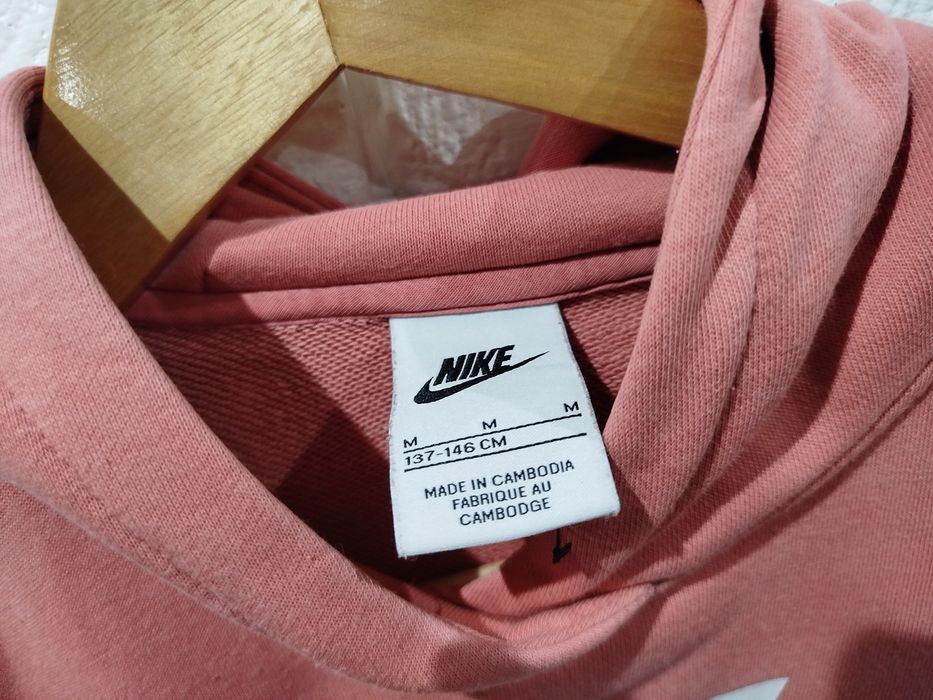 NIKE
M M M
137-146 CM
MADE IN CAMBODIA
FABRIQUE AU
CAMBODGE